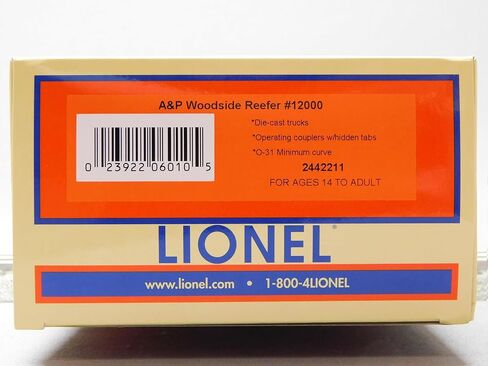 A&P Woodside Reefer #12000
*Die-cast trucks
*Operating couplers w/hidden tabs
*O-31 Minimum curve
0 23922 06010 5
2442211
FOR AGES 14 TO ADULT
LIONEL®
www.lionel.com • 1-800-4LIONEL